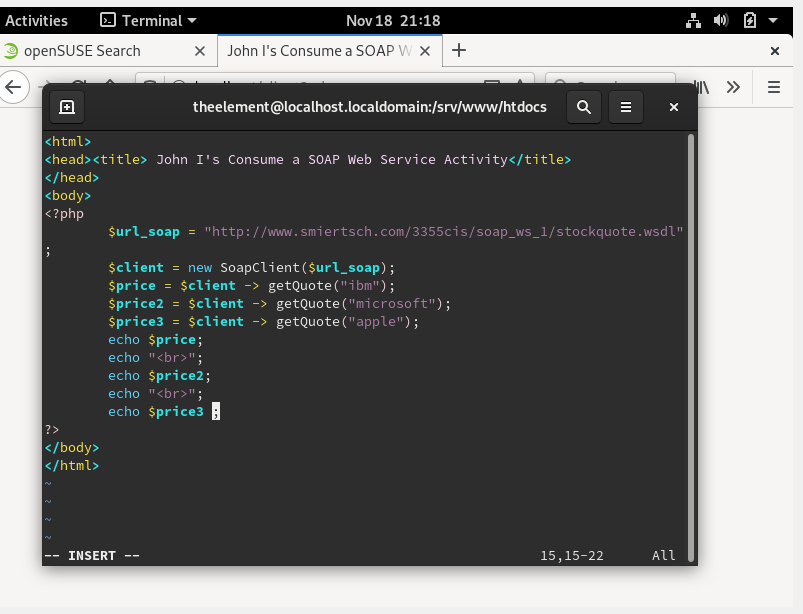 Activities Terminal Nov 18 21:18
openSUSE Search × John I's Consume a SOAP W × + ×
theelement@localhost.localdomain:/srv/www/htdocs
<html>
<head><title> John I's Consume a SOAP Web Service Activity</title>
</head>
<body>
<?php
$url_soap = "http://www.smiertsch.com/3355cis/soap_ws_1/stockquote.wsdl"
;
$client = new SoapClient($url_soap);
$price = $client -> getQuote("ibm");
$price2 = $client -> getQuote("microsoft");
$price3 = $client -> getQuote("apple");
echo $price;
echo "<br>";
echo $price2;
echo "<br>";
echo $price3 ;
?>
</body>
</html>
~
~
~
~
-- INSERT -- 15,15-22 All